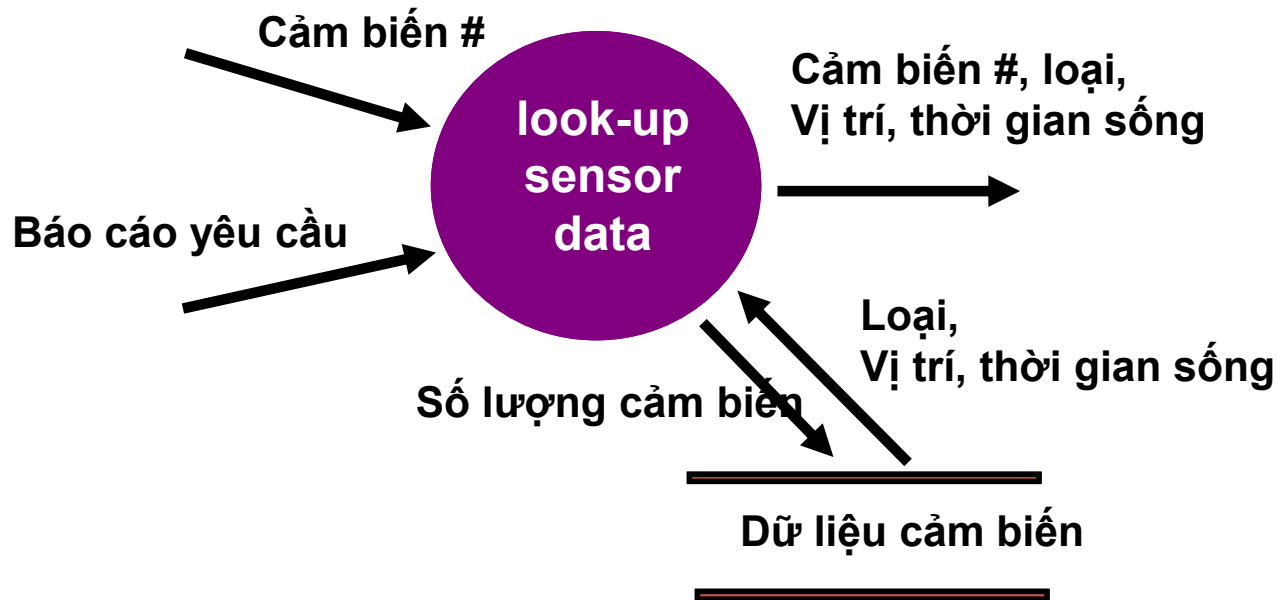 Cảm biến #
look-up
sensor
data
Cảm biến #, loại,
Vị trí, thời gian sống
Báo cáo yêu cầu
Loại,
Vị trí, thời gian sống
Số lượng cảm biến
Dữ liệu cảm biến